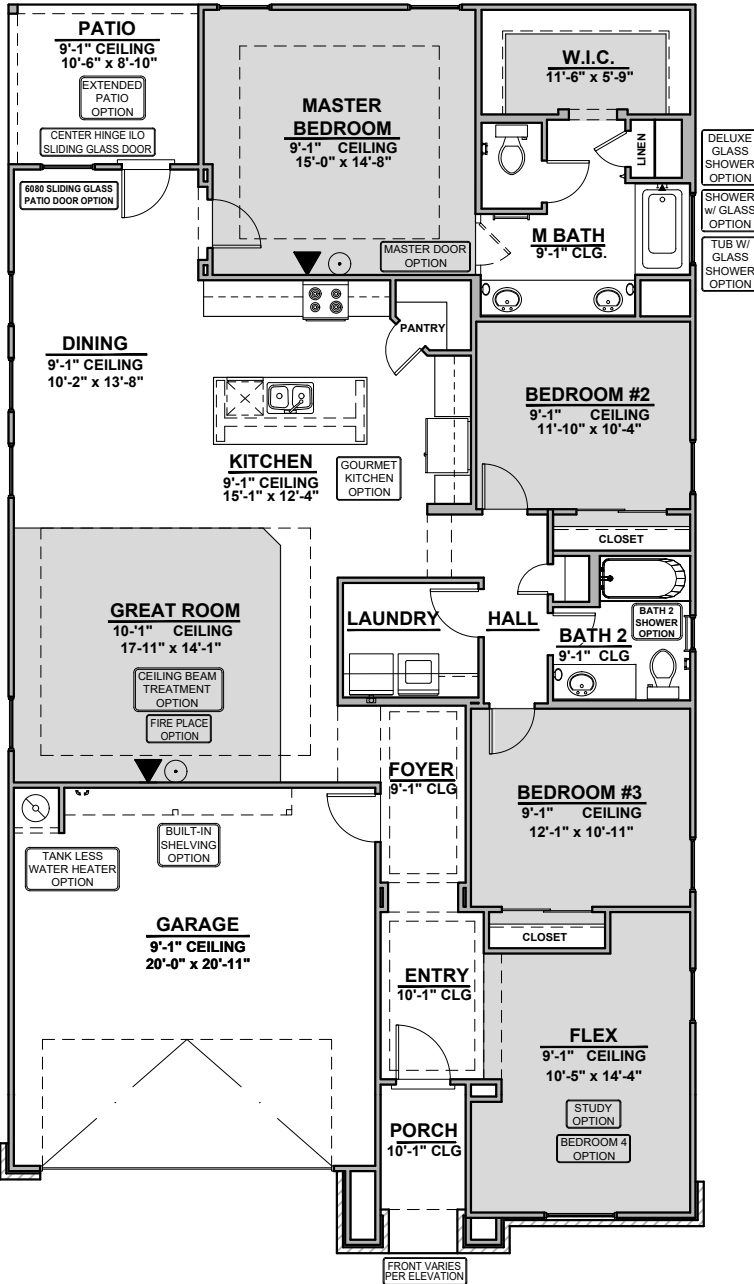 PATIO
9'-1" CEILING
10'-6" x 8'-10"
EXTENDED
PATIO
OPTION
CENTER HINGE ILO
SLIDING GLASS DOOR
6080 SLIDING GLASS
PATIO DOOR OPTION
MASTER
BEDROOM
9'-1" CEILING
15'-0" x 14'-8"
MASTER DOOR
OPTION
W.I.C.
11'-6" x 5'-9"
LINEN
M BATH
9'-1" CLG.
DELUXE
GLASS
SHOWER
OPTION
SHOWER
w/ GLASS
OPTION
TUB W/
GLASS
SHOWER
OPTION
DINING
9'-1" CEILING
10'-2" x 13'-8"
PANTRY
KITCHEN
9'-1" CEILING
15'-1" x 12'-4"
GOURMET
KITCHEN
OPTION
BEDROOM #2
9'-1" CEILING
11'-10" x 10'-4"
CLOSET
GREAT ROOM
10-'1" CEILING
17-11" x 14'-1"
CEILING BEAM
TREATMENT
OPTION
FIRE PLACE
OPTION
LAUNDRY
HALL
BATH 2
9'-1" CLG
BATH 2
SHOWER
OPTION
FOYER
9'-1" CLG
BEDROOM #3
9'-1" CEILING
12'-1" x 10'-11"
CLOSET
TANK LESS
WATER HEATER
OPTION
BUILT-IN
SHELVING
OPTION
GARAGE
9'-1" CEILING
20'-0" x 20'-11"
ENTRY
10'-1" CLG
FLEX
9'-1" CEILING
10'-5" x 14'-4"
STUDY
OPTION
BEDROOM 4
OPTION
PORCH
10'-1" CLG
FRONT VARIES
PER ELEVATION